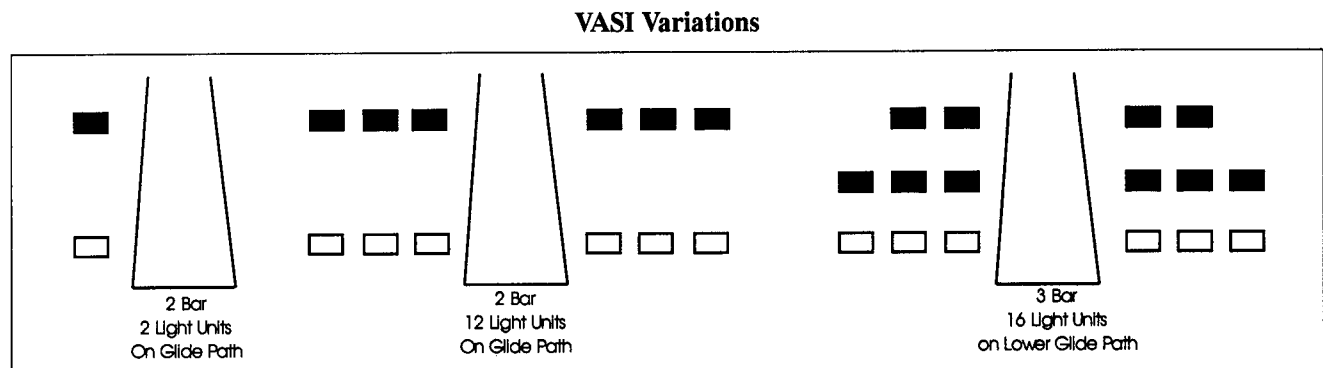 VASI Variations
2 Bar
2 Light Units
On Glide Path
2 Bar
12 Light Units
On Glide Path
3 Bar
16 Light Units
on Lower Glide Path